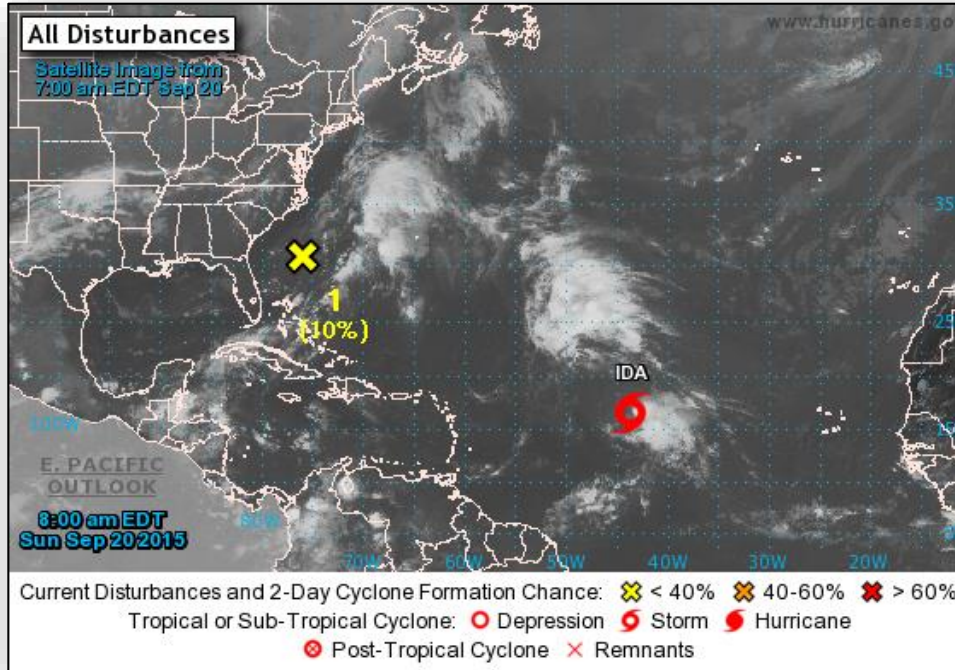 All Disturbances
www.hurricanes.go
Satellite Image from
7:00 am EDT Sep 20
45
35
1
(10%)
25
IDA
100W
15
E. PACIFIC
OUTLOOK
8:00 am EDT
Sun Sep 20 2015
80W
70W
60W
50W
40W
30W
20W
Current Disturbances and 2-Day Cyclone Formation Chance: < 40% 40-60% > 60%
Tropical or Sub-Tropical Cyclone: Depression Storm Hurricane
Post-Tropical Cyclone Remnants